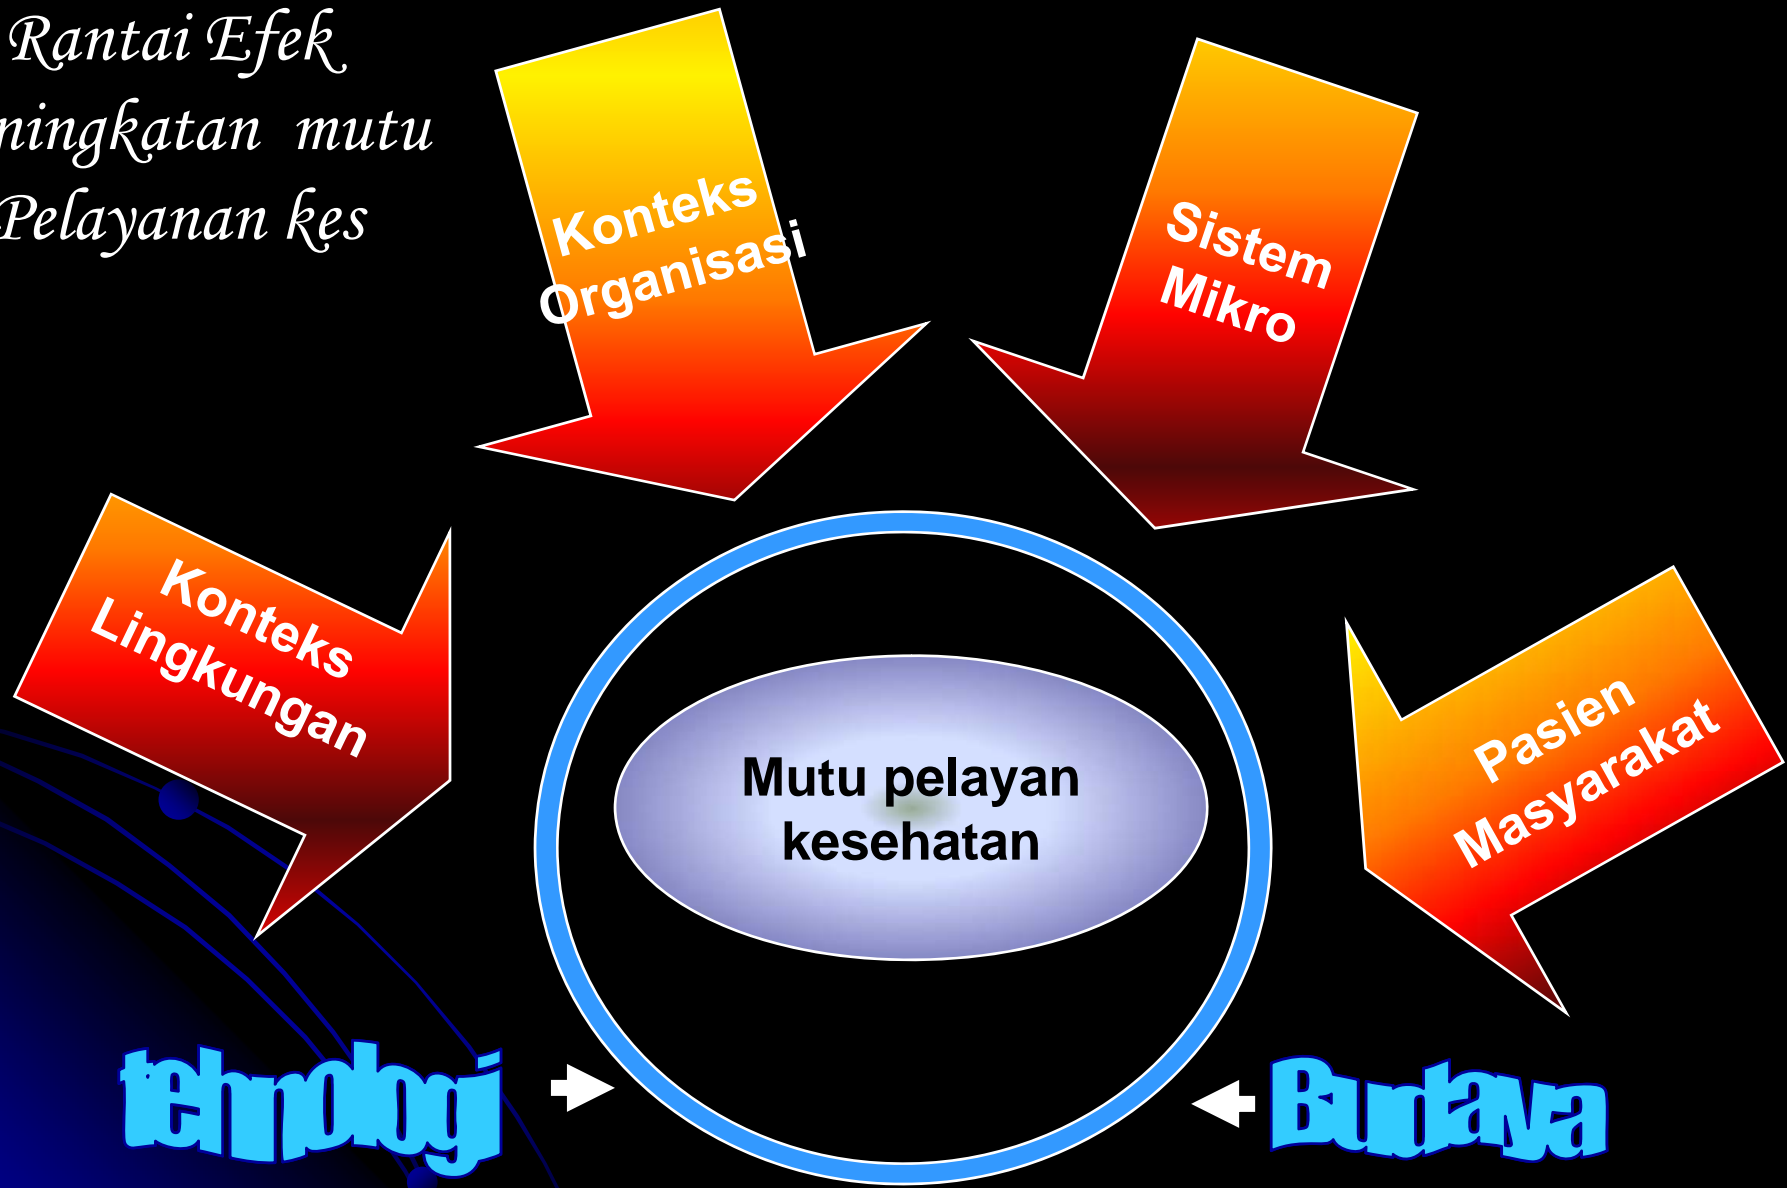 Rantai Efek
ningkatan mutu
Pelayanan kes
Konteks
Organisasi
Sistem
Mikro
Konteks
Lingkungan
Pasien
Masyarakat
Mutu pelayan
kesehatan
tehnologi
Budaya